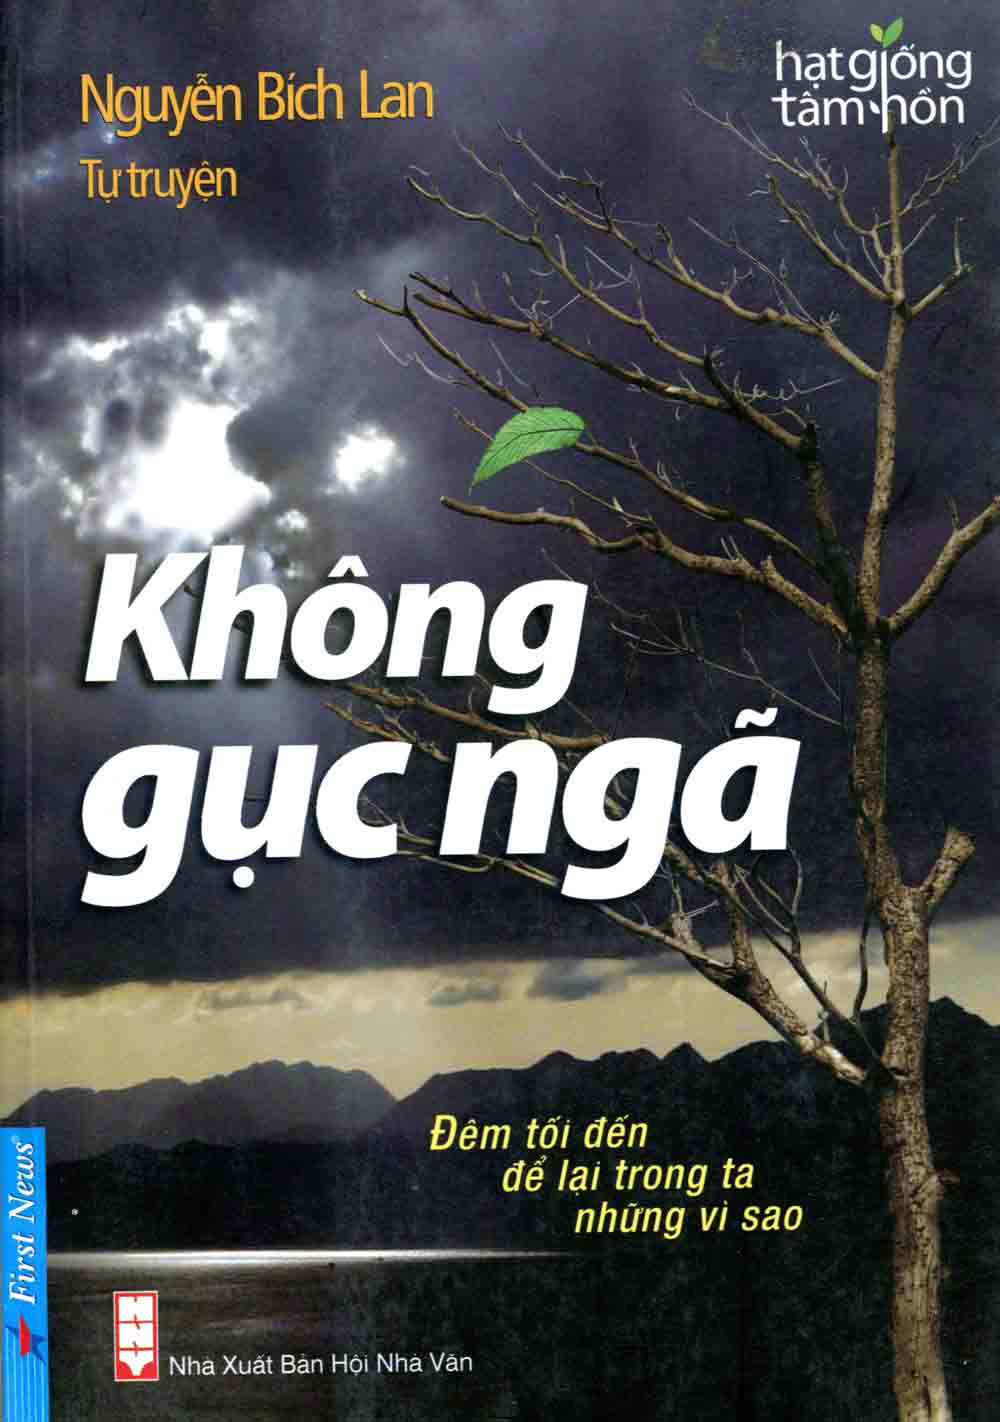 Nguyễn Bích Lan
Tự truyện
hạt giống
tâm hồn
Không
gục ngã
Đêm tối đến
để lại trong ta
những vì sao
First News
Nhà Xuất Bản Hội Nhà Văn